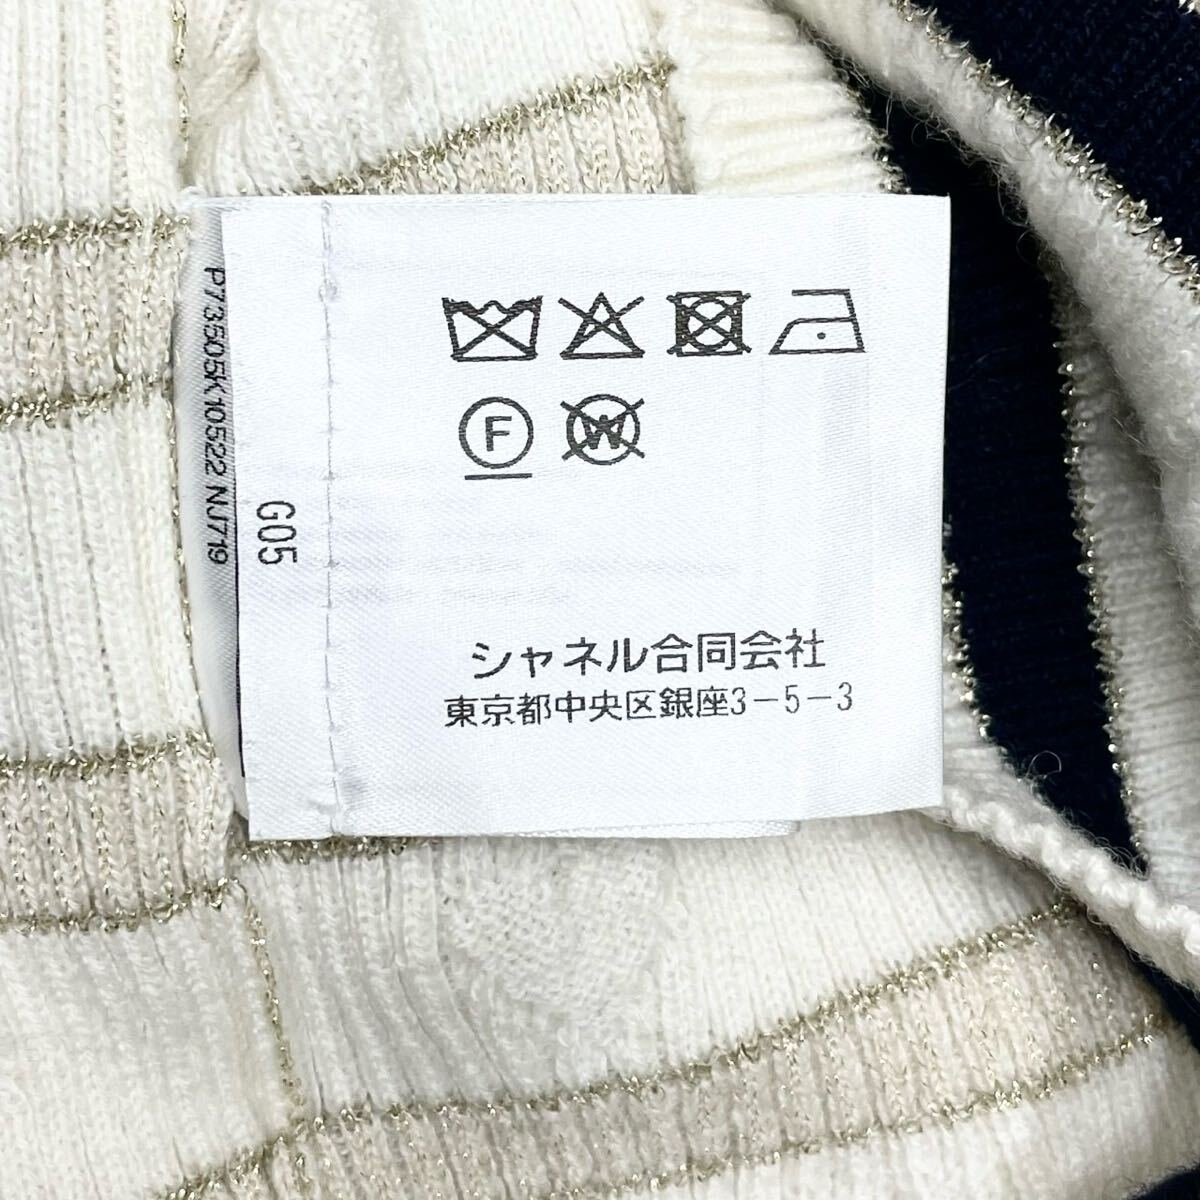 P73505K10522 NJ719
G05
F
W
シャネル合同会社
東京都中央区銀座3-5-3